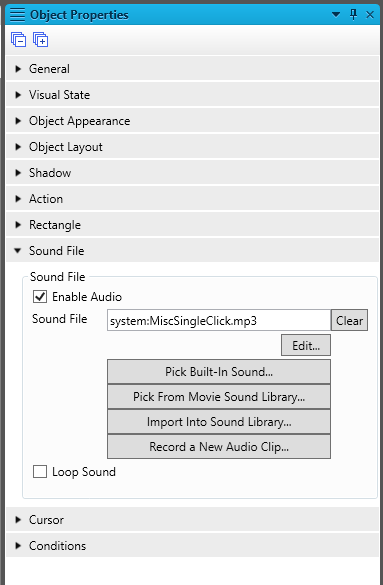 Object Properties
General
Visual State
Object Appearance
Object Layout
Shadow
Action
Rectangle
Sound File
Sound File
Enable Audio
Sound File system:MiscSingleClick.mp3 Clear
Edit...
Pick Built-In Sound...
Pick From Movie Sound Library...
Import Into Sound Library...
Record a New Audio Clip...
Loop Sound
Cursor
Conditions